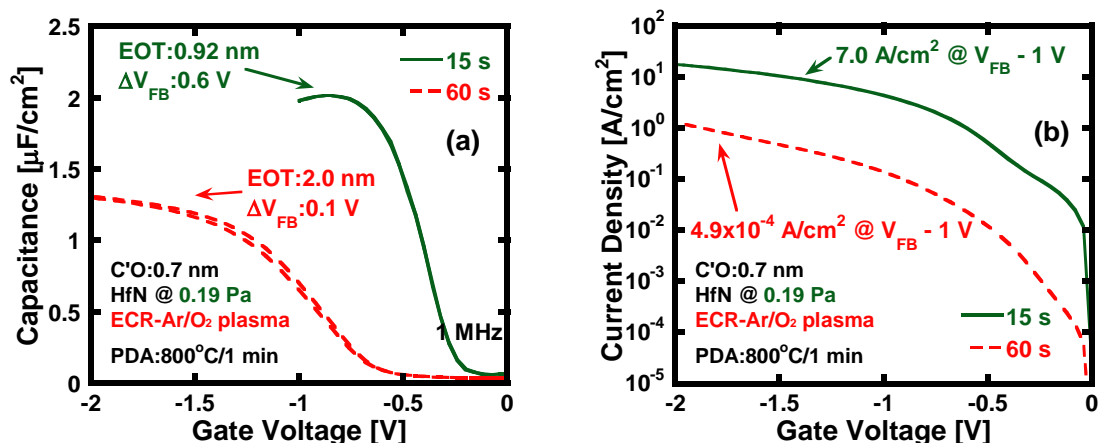 2.5
2
1.5
1
0.5
0
Capacitance [µF/cm²]
EOT:0.92 nm
ΔV_FB:0.6 V
15 s
60 s
(a)
EOT:2.0 nm
ΔV_FB:0.1 V
C'O:0.7 nm
HfN @ 0.19 Pa
ECR-Ar/O₂ plasma
1 MHz
PDA:800°C/1 min
-2 -1.5 -1 -0.5 0
Gate Voltage [V]
10²
10¹
10⁰
10⁻¹
10⁻²
10⁻³
10⁻⁴
10⁻⁵
Current Density [A/cm²]
7.0 A/cm² @ V_FB - 1 V
(b)
4.9x10⁻⁴ A/cm² @ V_FB - 1 V
C'O:0.7 nm
HfN @ 0.19 Pa
ECR-Ar/O₂ plasma
PDA:800°C/1 min
15 s
60 s
-2 -1.5 -1 -0.5 0
Gate Voltage [V]